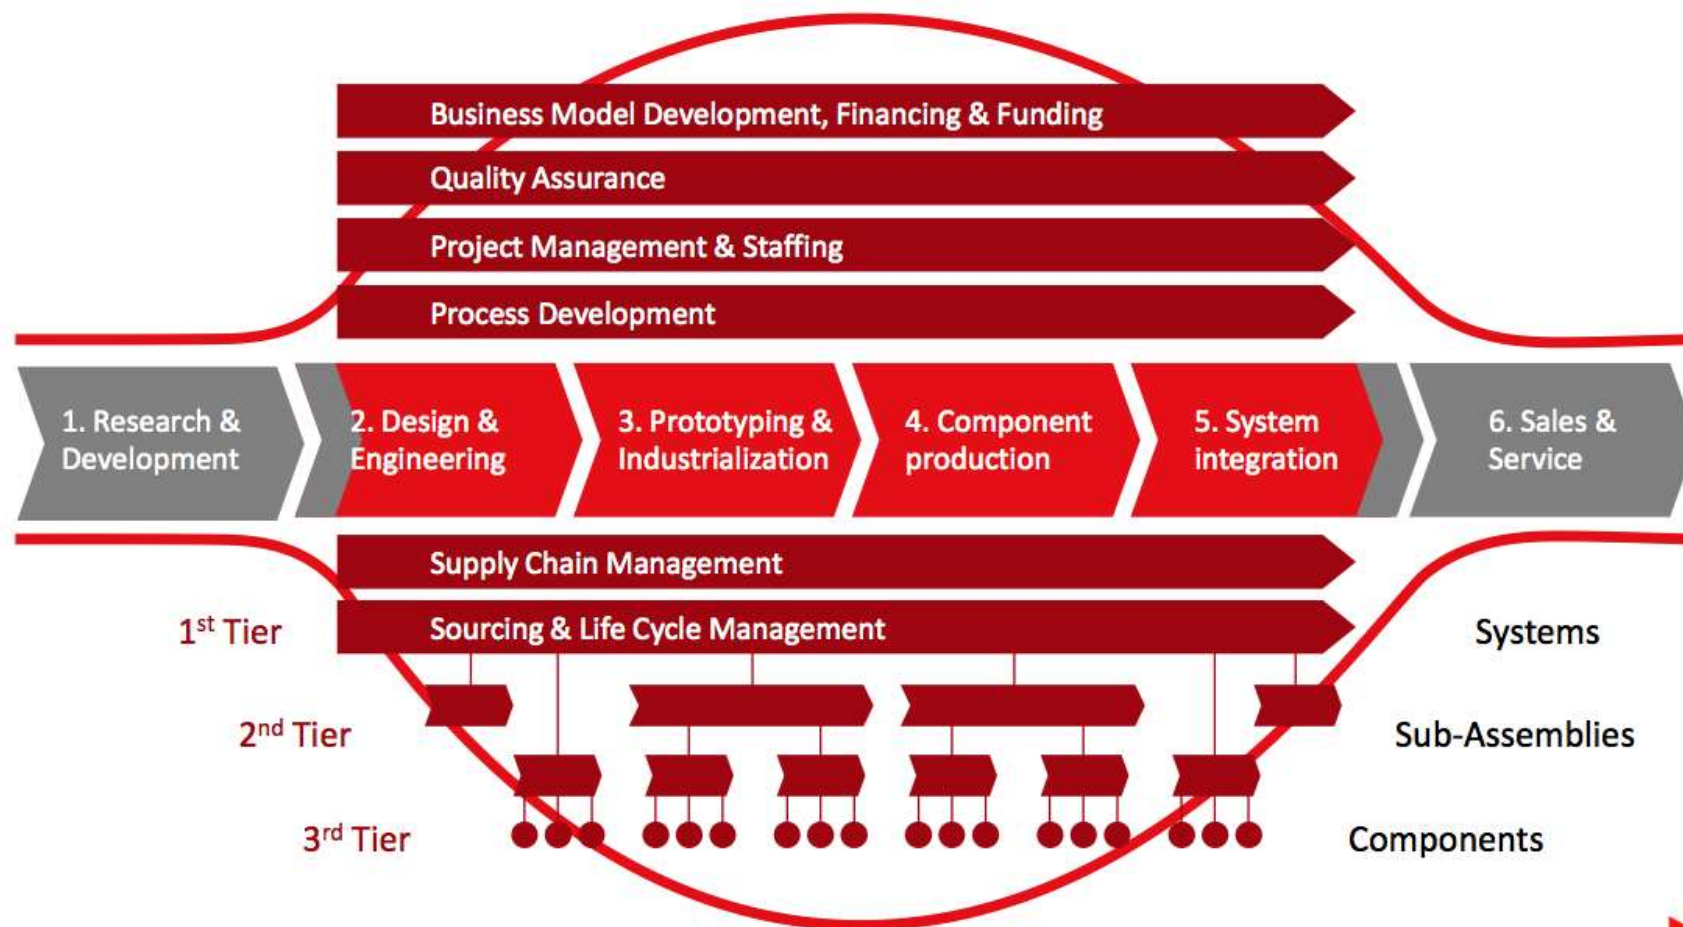 Business Model Development, Financing & Funding
Quality Assurance
Project Management & Staffing
Process Development
1. Research &
Development
2. Design &
Engineering
3. Prototyping &
Industrialization
4. Component
production
5. System
integration
6. Sales &
Service
Supply Chain Management
Sourcing & Life Cycle Management
1st Tier
Systems
2nd Tier
Sub-Assemblies
3rd Tier
Components